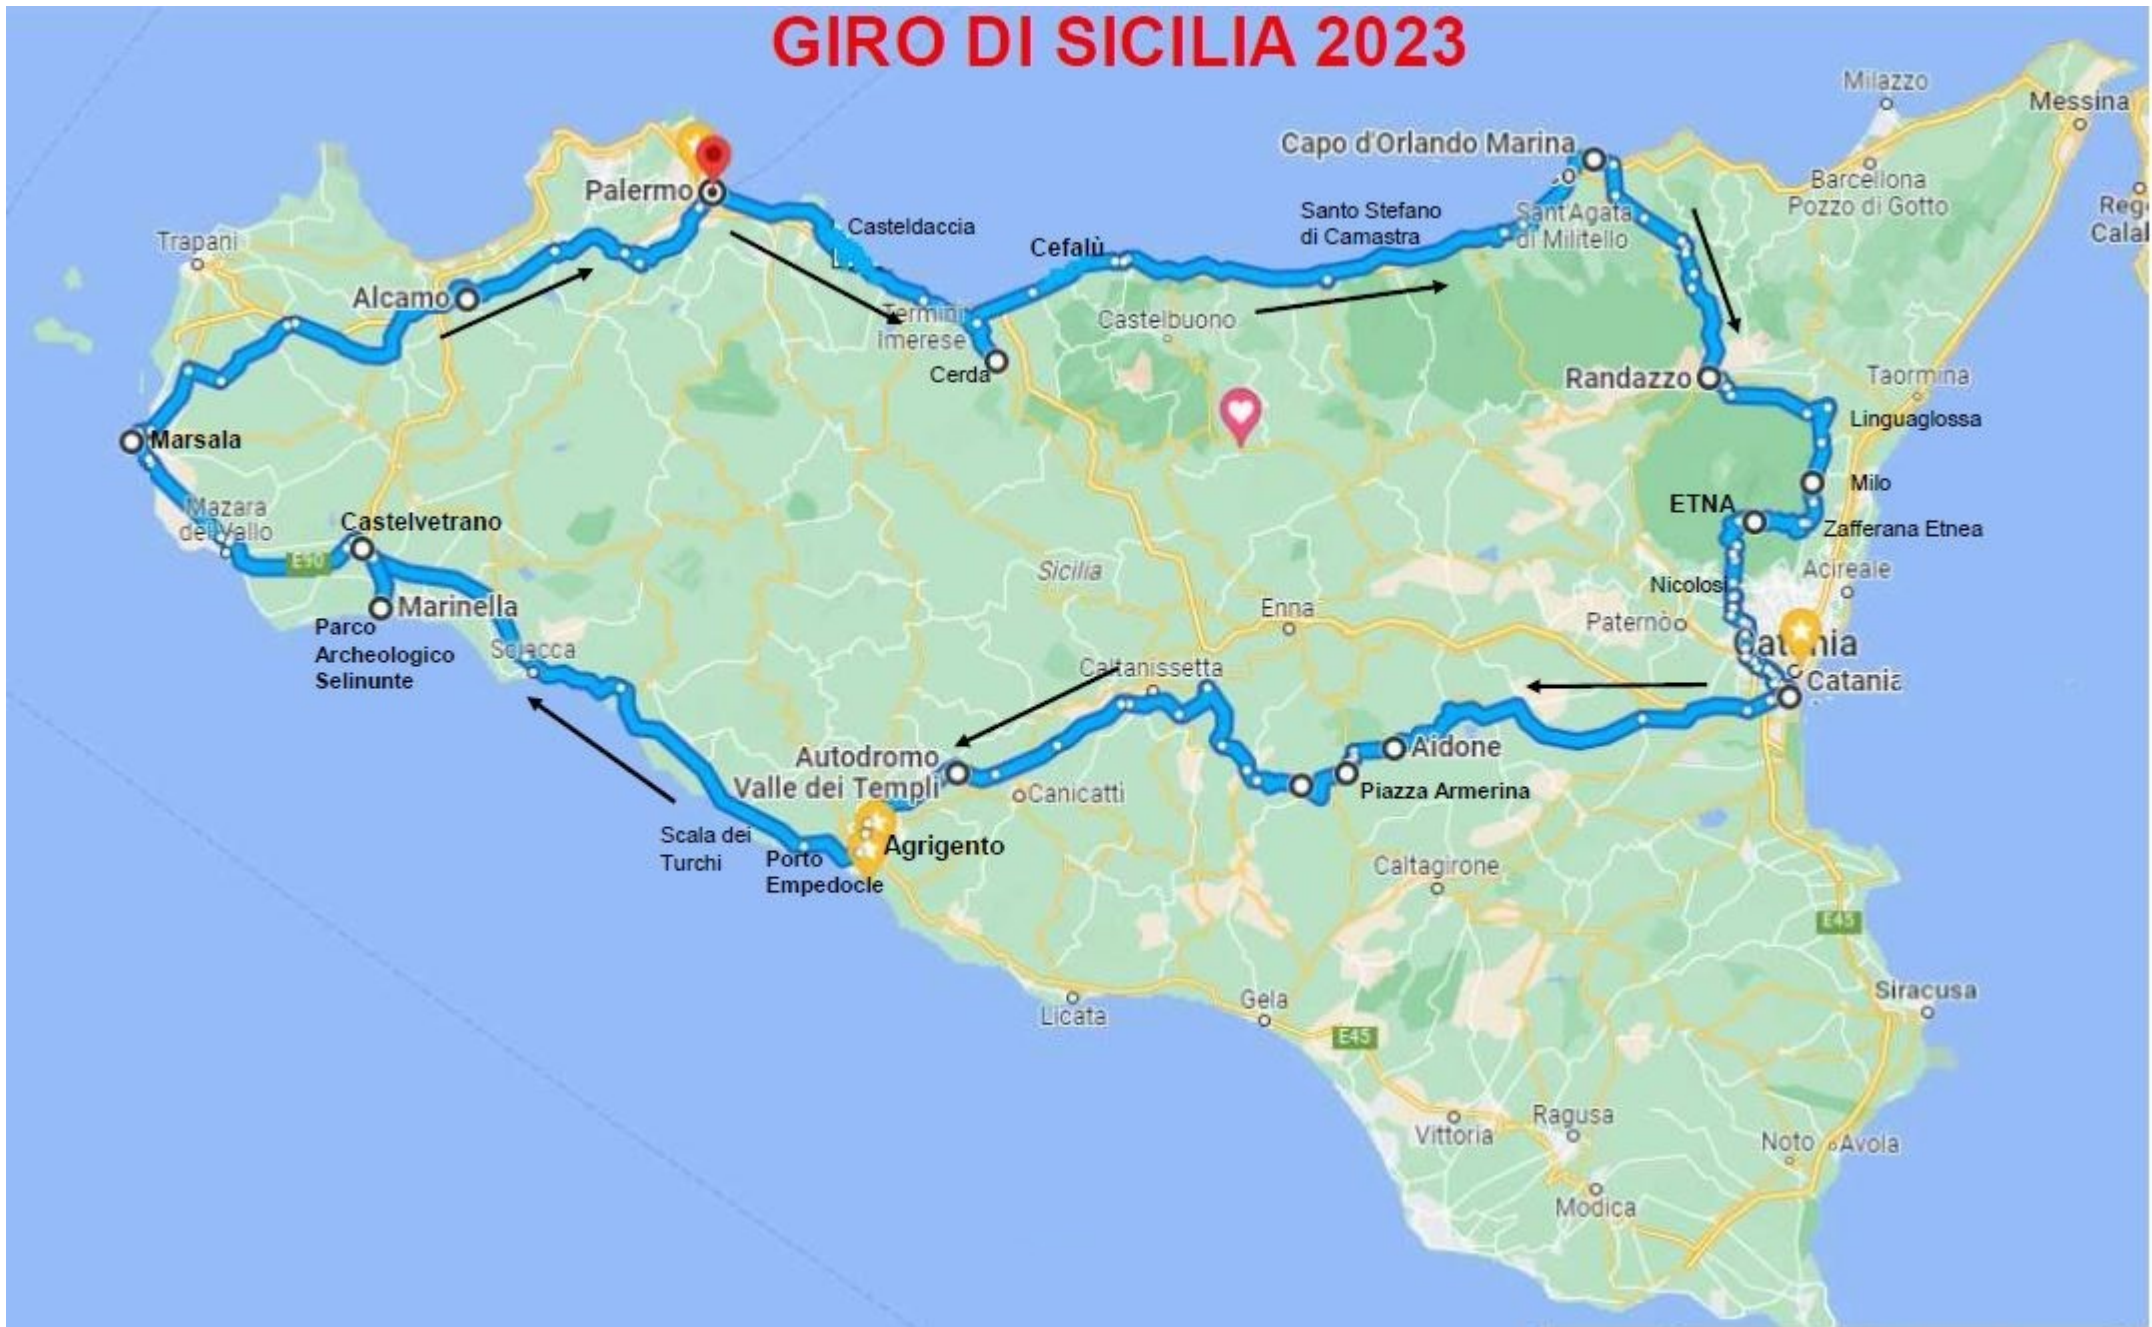 GIRO DI SICILIA 2023
Milazzo
Messina
Capo d'Orlando Marina
Barcellona
Pozzo di Gotto
Palermo
Casteldaccia
Santo Stefano
di Camastra
Sant'Agata
di Militello
Trapani
Cefalù
Alcamo
Termini
Imerese
Castelbuono
Cerda
Randazzo
Taormina
Linguaglossa
Marsala
Milo
ETNA
Mazara
del Vallo
Castelvetrano
Zafferana Etnea
E90
Sicilia
Nicolosi
Acireale
Marinella
Enna
Paternò
Parco
Archeologico
Selinunte
Sciacca
Catania
Caltanissetta
Catania
Autodromo
Valle dei Templi
Aidone
Canicattì
Piazza Armerina
Scala dei
Turchi
Porto
Empedocle
Agrigento
Caltagirone
E45
Siracusa
Licata
Gela
E45
Vittoria
Ragusa
Noto
Avola
Modica